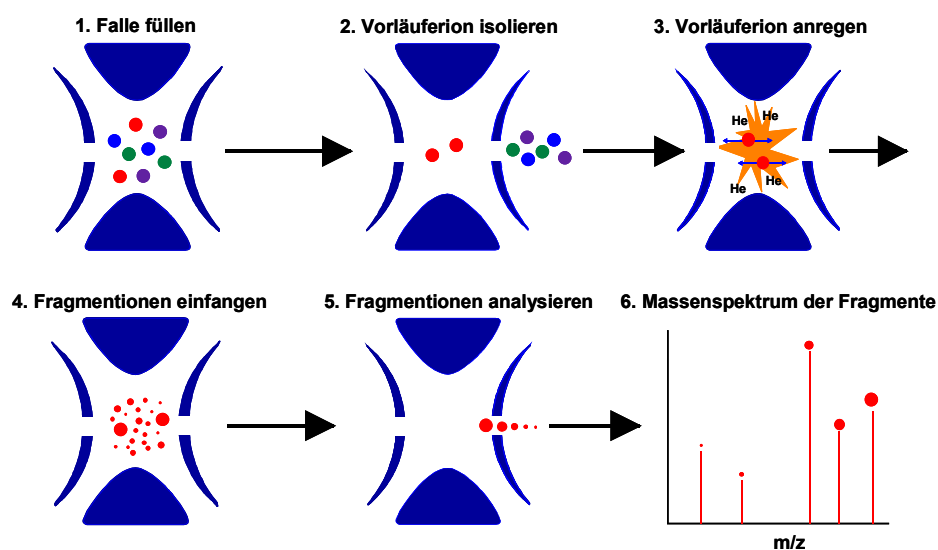 1. Falle füllen
2. Vorläuferion isolieren
3. Vorläuferion anregen
He
He
He
He
4. Fragmentionen einfangen
5. Fragmentionen analysieren
6. Massenspektrum der Fragmente
m/z